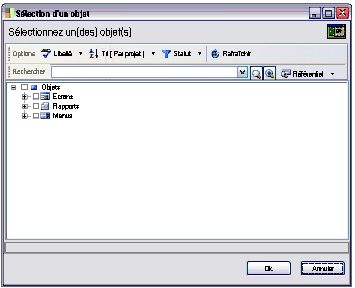 Sélection d'un objet
Sélectionnez un(des) objet(s)
Options Libellé Tri ( Par projet ) Statut Rafraîchir
Rechercher Référentiel
Objets
Ecrans
Rapports
Menus
Ok Annuler